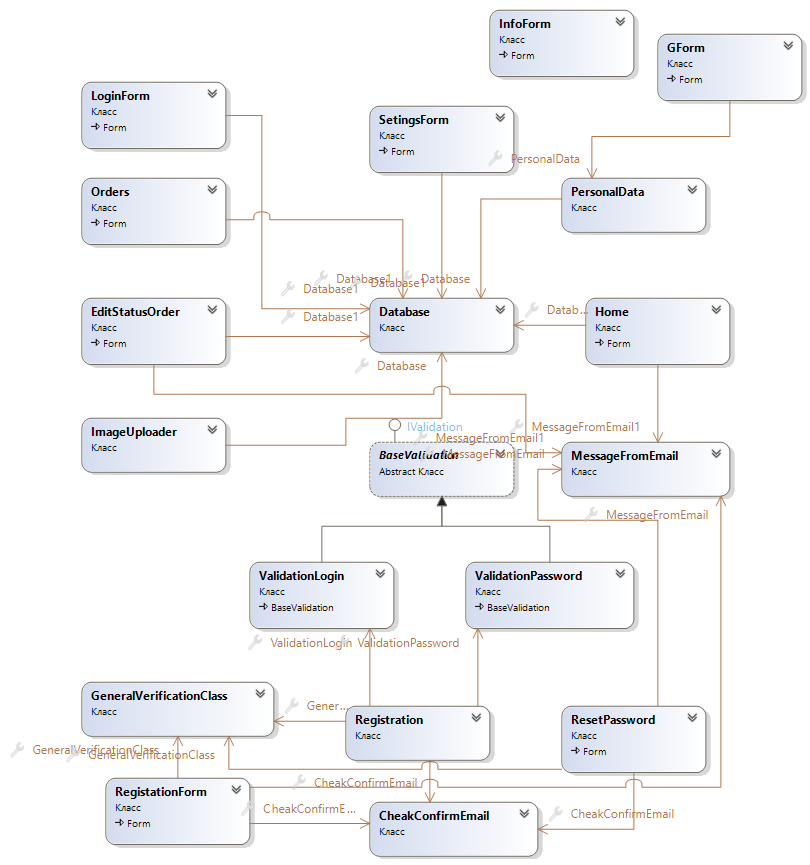 InfoForm
Класс
Form
GForm
Класс
Form
LoginForm
Класс
Form
SetingsForm
Класс
Form
PersonalData
Orders
Класс
Form
PersonalData
Класс
Database1
Database1
Database
Database1
Database1
EditStatusOrder
Класс
Form
Database
Класс
Datab...
Home
Класс
Form
Database
ImageUploader
Класс
IValidation
MessageFromEmail1
MessageFromEmail1
MessageFromEmail
BaseValidation
Abstract Класс
MessageFromEmail
Класс
MessageFromEmail
ValidationLogin
Класс
BaseValidation
ValidationPassword
Класс
BaseValidation
ValidationLogin
ValidationPassword
GeneralVerificationClass
Класс
Gener...
Registration
Класс
ResetPassword
Класс
Form
GeneralVerificationClass
GeneralVerificationClass
RegistationForm
Класс
Form
CheakConfirmEmail
CheakConfirmE...
CheakConfirmEmail
Класс
CheakConfirmEmail